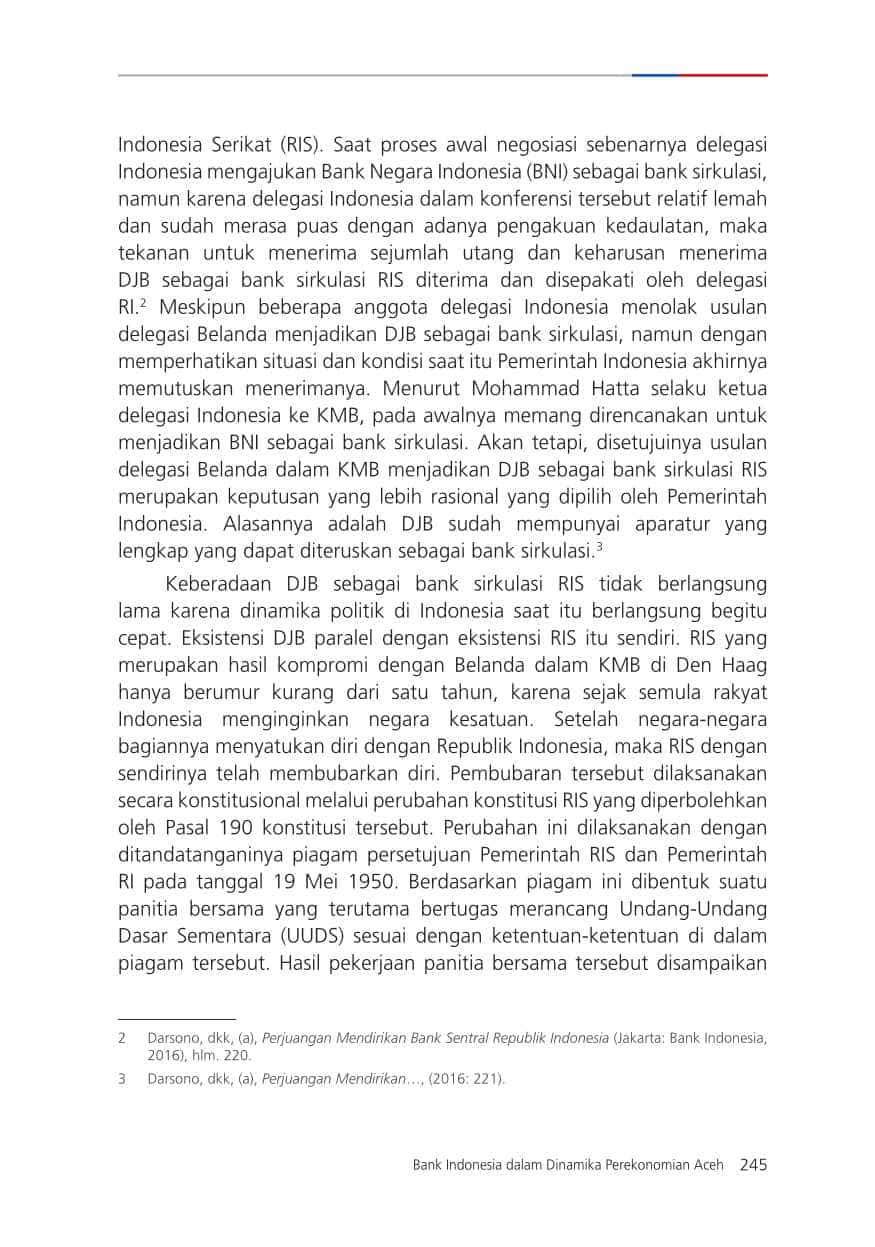 Indonesia Serikat (RIS). Saat proses awal negosiasi sebenarnya delegasi
Indonesia mengajukan Bank Negara Indonesia (BNI) sebagai bank sirkulasi,
namun karena delegasi Indonesia dalam konferensi tersebut relatif lemah
dan sudah merasa puas dengan adanya pengakuan kedaulatan, maka
tekanan untuk menerima sejumlah utang dan keharusan menerima
DJB sebagai bank sirkulasi RIS diterima dan disepakati oleh delegasi
RI.2 Meskipun beberapa anggota delegasi Indonesia menolak usulan
delegasi Belanda menjadikan DJB sebagai bank sirkulasi, namun dengan
memperhatikan situasi dan kondisi saat itu Pemerintah Indonesia akhirnya
memutuskan menerimanya. Menurut Mohammad Hatta selaku ketua
delegasi Indonesia ke KMB, pada awalnya memang direncanakan untuk
menjadikan BNI sebagai bank sirkulasi. Akan tetapi, disetujuinya usulan
delegasi Belanda dalam KMB menjadikan DJB sebagai bank sirkulasi RIS
merupakan keputusan yang lebih rasional yang dipilih oleh Pemerintah
Indonesia. Alasannya adalah DJB sudah mempunyai aparatur yang
lengkap yang dapat diteruskan sebagai bank sirkulasi.3
Keberadaan DJB sebagai bank sirkulasi RIS tidak berlangsung
lama karena dinamika politik di Indonesia saat itu berlangsung begitu
cepat. Eksistensi DJB paralel dengan eksistensi RIS itu sendiri. RIS yang
merupakan hasil kompromi dengan Belanda dalam KMB di Den Haag
hanya berumur kurang dari satu tahun, karena sejak semula rakyat
Indonesia menginginkan negara kesatuan. Setelah negara-negara
bagiannya menyatukan diri dengan Republik Indonesia, maka RIS dengan
sendirinya telah membubarkan diri. Pembubaran tersebut dilaksanakan
secara konstitusional melalui perubahan konstitusi RIS yang diperbolehkan
oleh Pasal 190 konstitusi tersebut. Perubahan ini dilaksanakan dengan
ditandatanganinya piagam persetujuan Pemerintah RIS dan Pemerintah
RI pada tanggal 19 Mei 1950. Berdasarkan piagam ini dibentuk suatu
panitia bersama yang terutama bertugas merancang Undang-Undang
Dasar Sementara (UUDS) sesuai dengan ketentuan-ketentuan di dalam
piagam tersebut. Hasil pekerjaan panitia bersama tersebut disampaikan
2 Darsono, dkk, (a), Perjuangan Mendirikan Bank Sentral Republik Indonesia (Jakarta: Bank Indonesia,
2016), hlm. 220.
3 Darsono, dkk, (a), Perjuangan Mendirikan…, (2016: 221).
Bank Indonesia dalam Dinamika Perekonomian Aceh 245